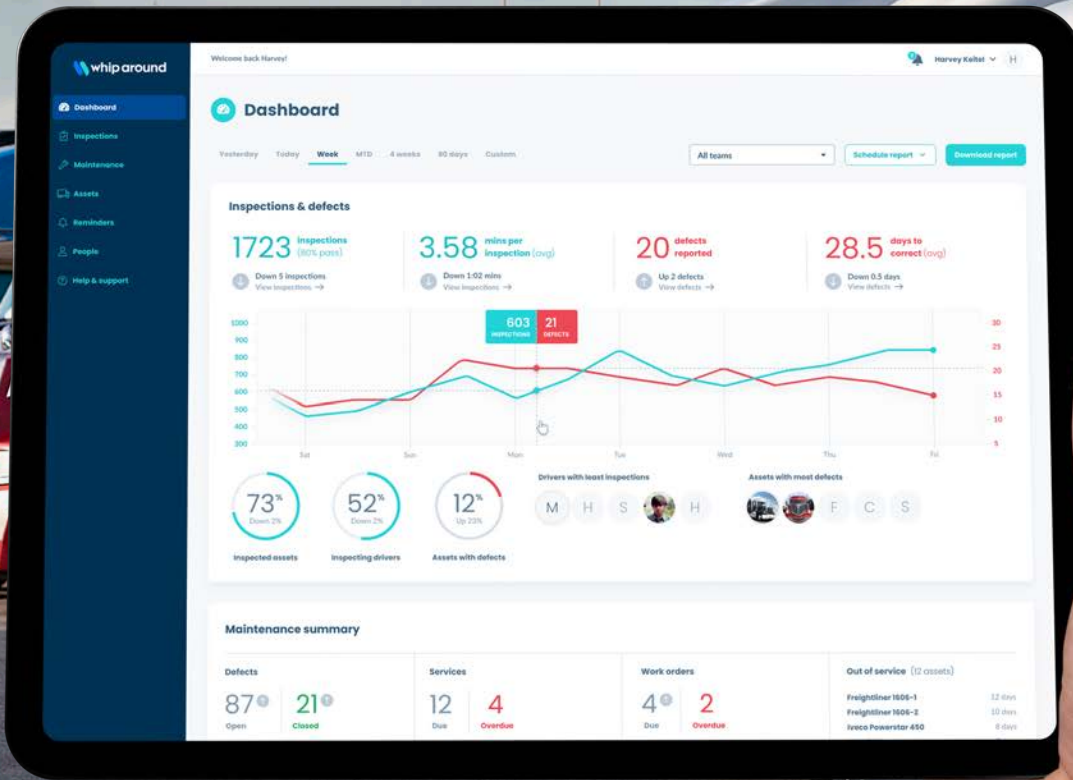 whip around
Welcome back Harvey!
2
Harvey Keitel
H
Dashboard
Inspections
Maintenance
Assets
Reminders
People
Help & support
Dashboard
Yesterday Today Week MTD 4 weeks 90 days Custom
All teams
Schedule report
Download report
Inspections & defects
1723 inspections (80% pass)
Down 5 inspections
View inspections →
3.58 mins per inspection (avg)
Down 1:02 mins
View inspections →
20 defects reported
Up 2 defects
View defects →
28.5 days to correct (avg)
Down 0.5 days
View defects →
603 INSPECTIONS
21 DEFECTS
1000
900
800
700
600
500
400
300
30
25
20
15
10
5
Sat Sun Mon Tue Wed Thu Fri
73% Down 2%
Inspected assets
52% Down 2%
Inspecting drivers
12% Up 23%
Assets with defects
Drivers with least inspections
M H S H
Assets with most defects
F C S
Maintenance summary
Defects
87 Open
21 Closed
Services
12 Due
4 Overdue
Work orders
4 Due
2 Overdue
Out of service (12 assets)
Freightliner 1606-1 12 days
Freightliner 1606-2 10 days
Iveco Powerstar 450 8 days